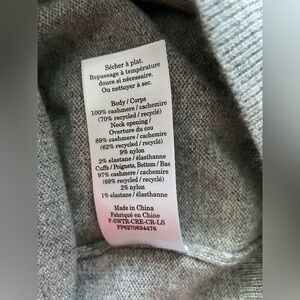 Sécher à plat.
Repassage à température
douce si nécessaire.
Ou nettoyer à sec.
Body / Corps
100% cashmere / cachemire
(70% recycled / recyclé)
Neck opening /
Overture du cou
89% cashmere / cachemire
(62% recycled / recyclé)
9% nylon
2% elastane / élasthanne
Cuffs / Poignets, Bottom / Bas
97% cashmere / cachemire
(68% recycled / recyclé)
2% nylon
1% elastane / élasthanne
Made in China
Fabriqué en Chine
F-SWTR-CRE-CR-LS
PP6270634476